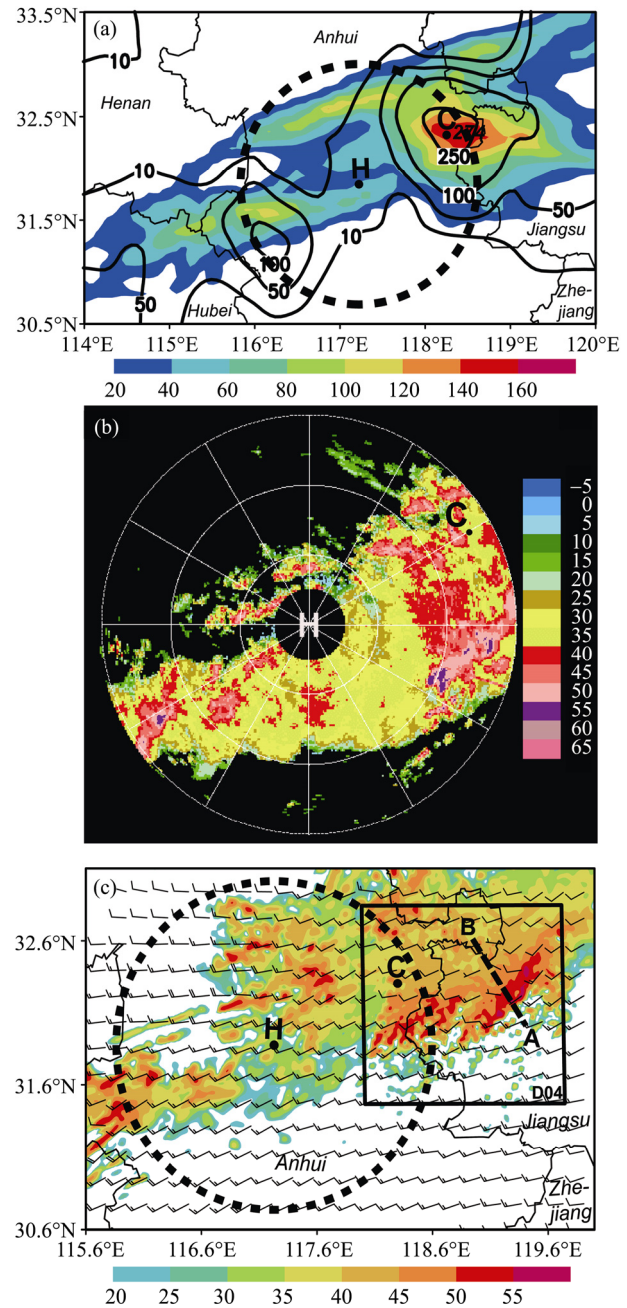 33.5°N
(a)
Anhui
10
Henan
32.5°N
C
274
250
H
10
100
31.5°N
50
10
Jiangsu
100
50
50
Hubei
Zhe-
jiang
30.5°N
114°E 115°E 116°E 117°E 118°E 119°E 120°E
20 40 60 80 100 120 140 160
(b)
C
H
−5
0
5
10
15
20
25
30
35
40
45
50
55
60
65
(c)
32.6°N
B
C
H
A
31.6°N
D04
Jiangsu
Anhui
Zhe-
jiang
30.6°N
115.6°E 116.6°E 117.6°E 118.6°E 119.6°E
20 25 30 35 40 45 50 55